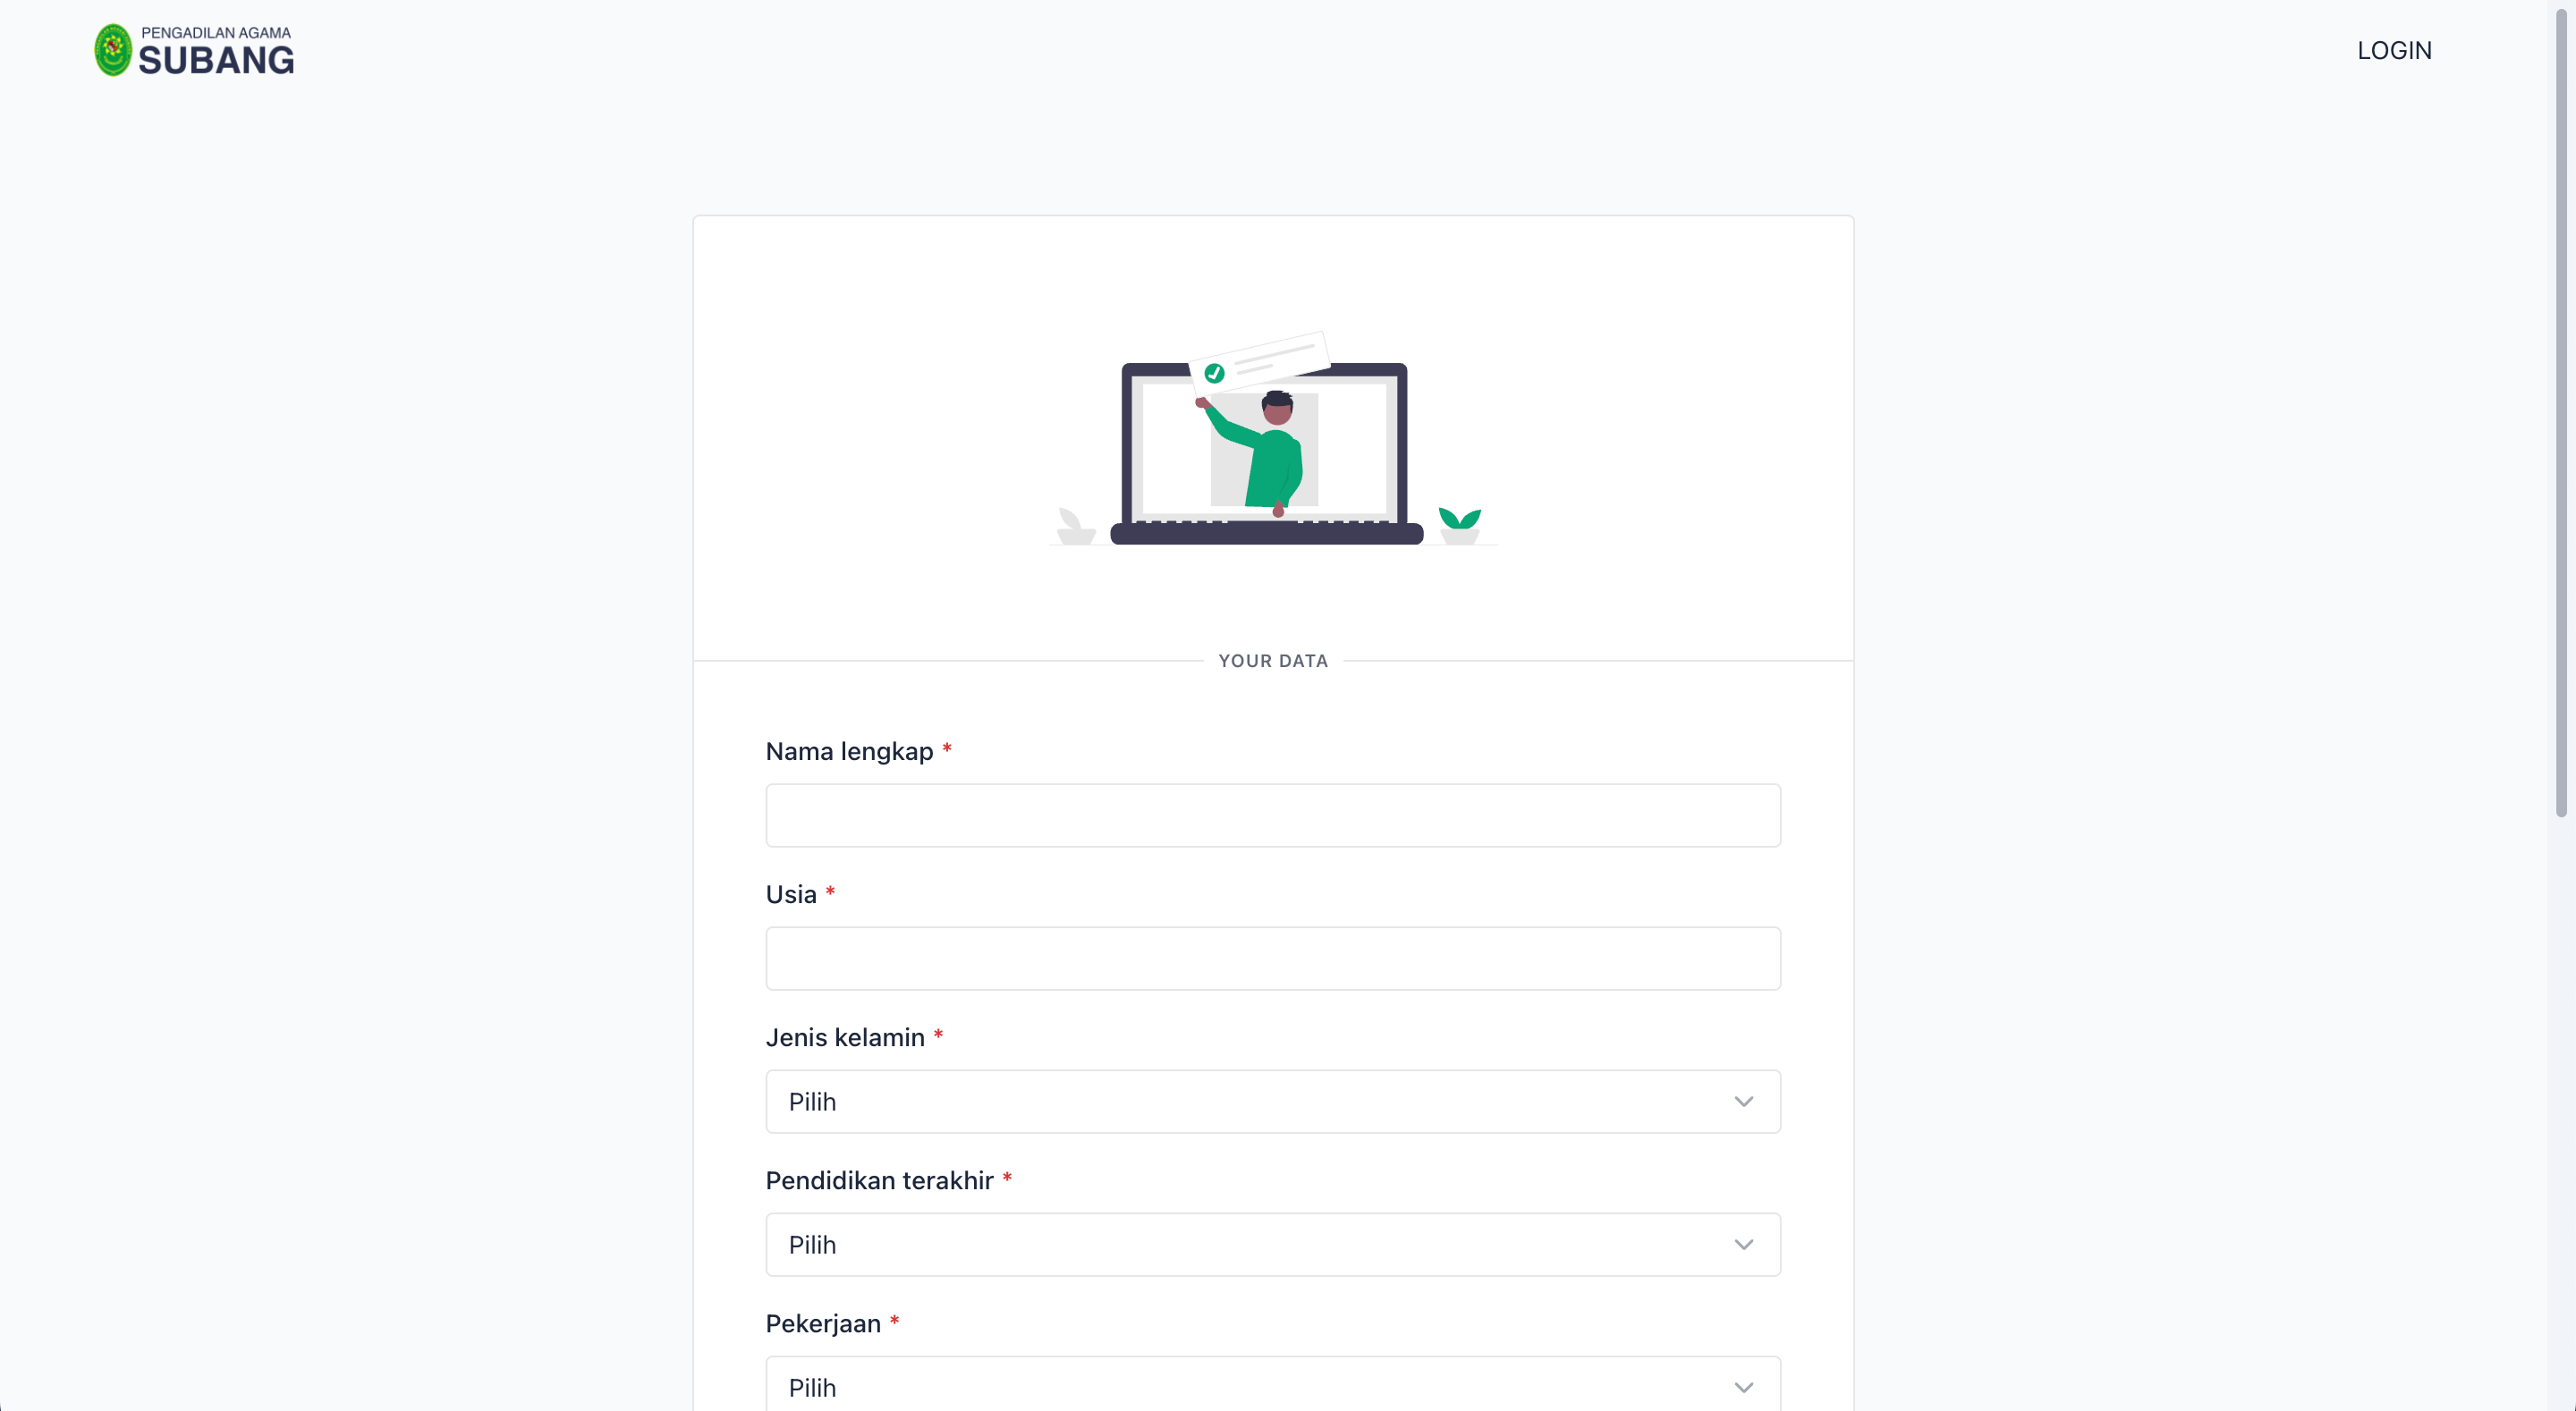 PENGADILAN AGAMA
SUBANG
LOGIN
YOUR DATA
Nama lengkap *
Usia *
Jenis kelamin *
Pilih
Pendidikan terakhir *
Pilih
Pekerjaan *
Pilih